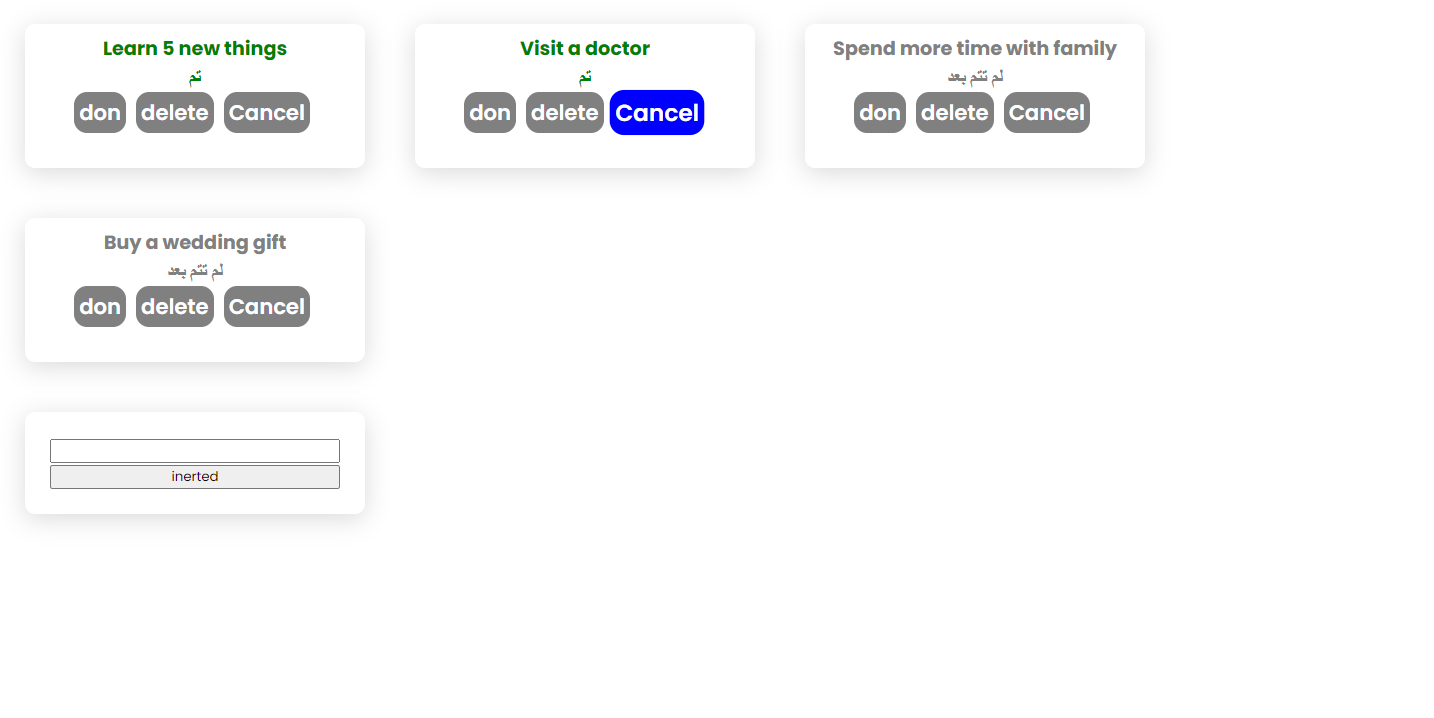 Learn 5 new things
تم
don delete Cancel
Visit a doctor
تم
don delete Cancel
Spend more time with family
لم تتم بعد
don delete Cancel
Buy a wedding gift
لم تتم بعد
don delete Cancel
inerted